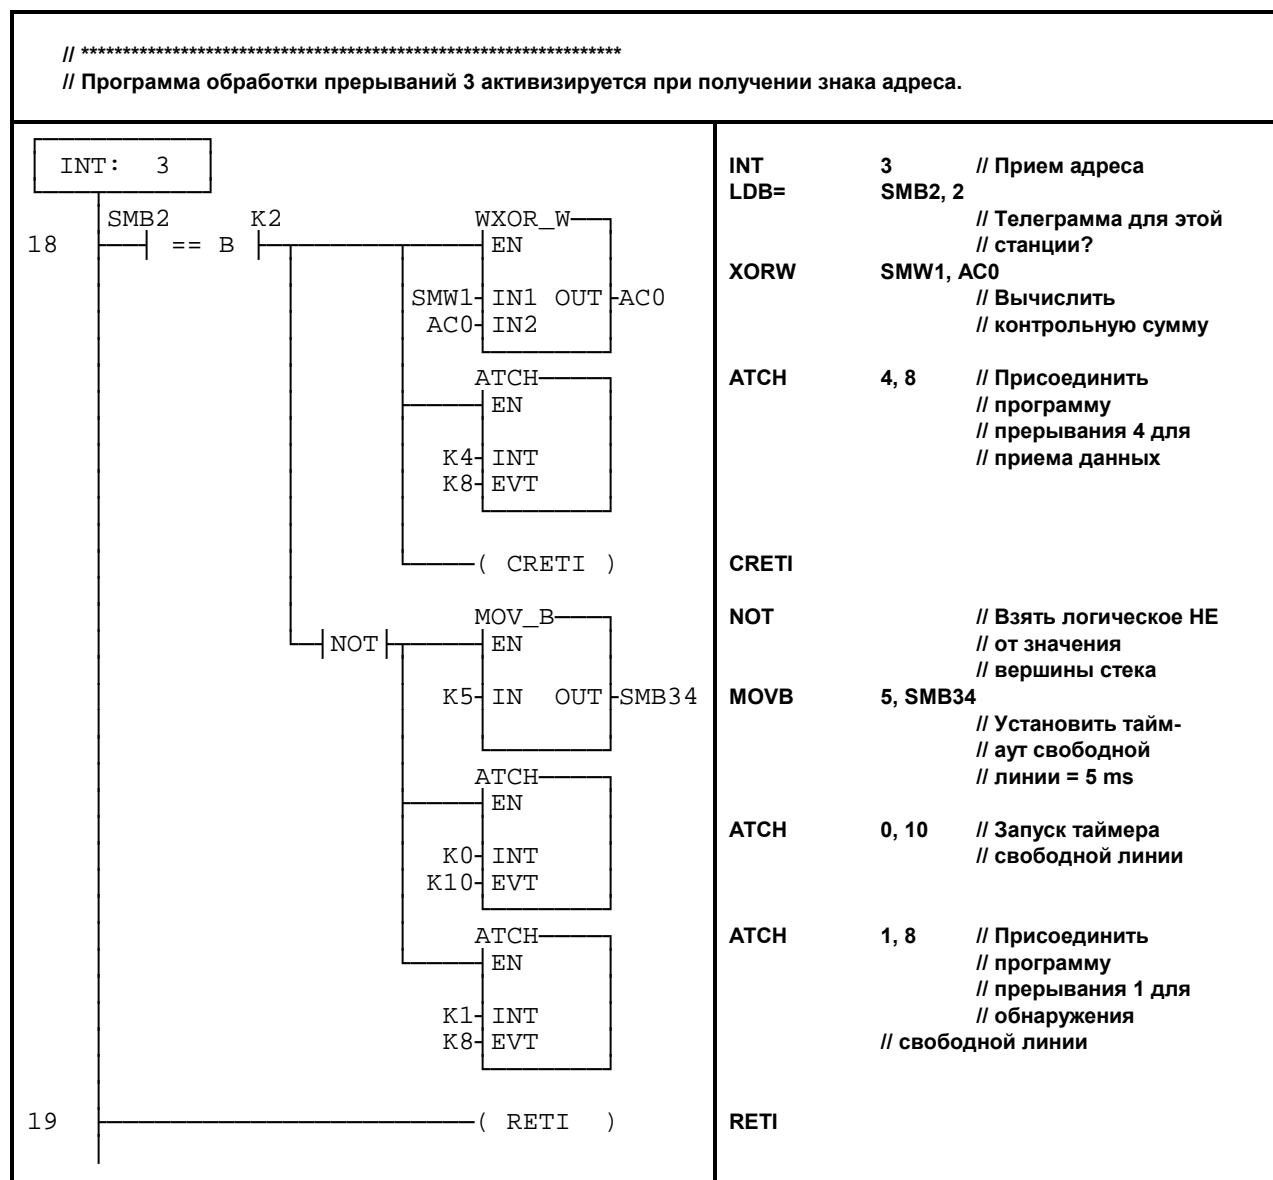 // *****************************************************************
// Программа обработки прерываний 3 активизируется при получении знака адреса.
INT: 3
SMB2 K2 WXOR_W
18 == B EN
SMW1 IN1 OUT AC0
AC0 IN2
ATCH
EN
K4 INT
K8 EVT
( CRETI )
MOV_B
NOT EN
K5 IN OUT SMB34
ATCH
EN
K0 INT
K10 EVT
ATCH
EN
K1 INT
K8 EVT
19 ( RETI )
INT 3 // Прием адреса
LDB= SMB2, 2
// Телеграмма для этой
// станции?
XORW SMW1, AC0
// Вычислить
// контрольную сумму
ATCH 4, 8 // Присоединить
// программу
// прерывания 4 для
// приема данных
CRETI
NOT // Взять логическое НЕ
// от значения
// вершины стека
MOVB 5, SMB34
// Установить тайм-
// аут свободной
// линии = 5 ms
ATCH 0, 10 // Запуск таймера
// свободной линии
ATCH 1, 8 // Присоединить
// программу
// прерывания 1 для
// обнаружения
// свободной линии
RETI